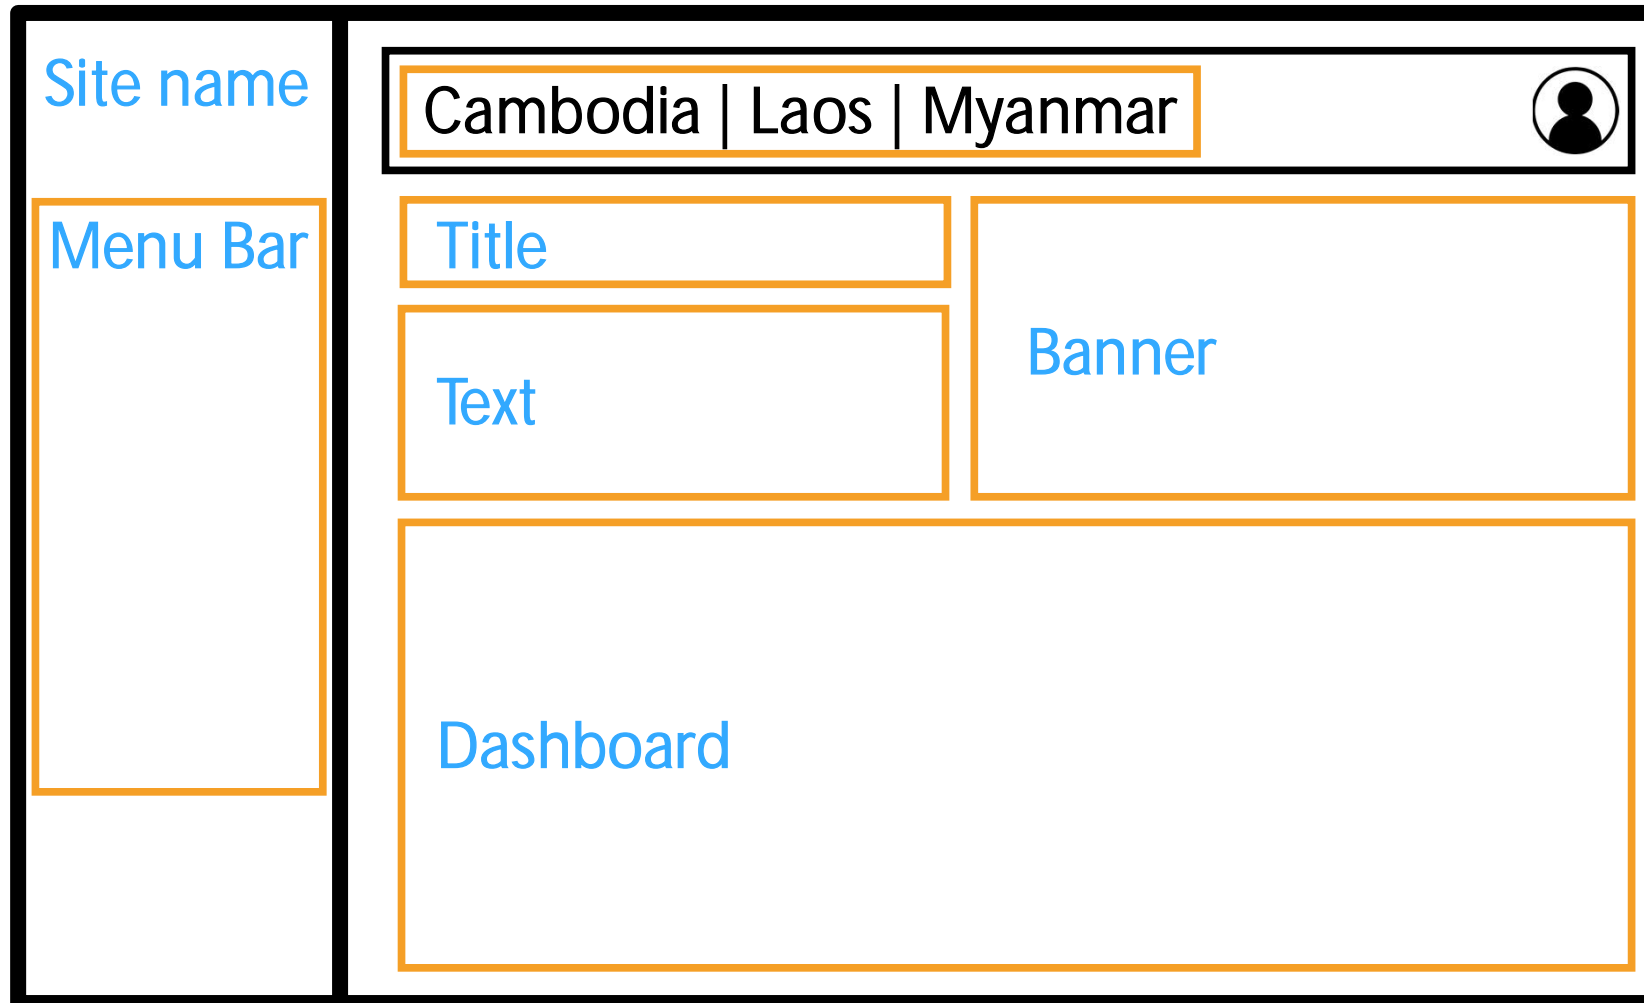 Site name
Menu Bar
Cambodia | Laos | Myanmar
Title
Text
Banner
Dashboard